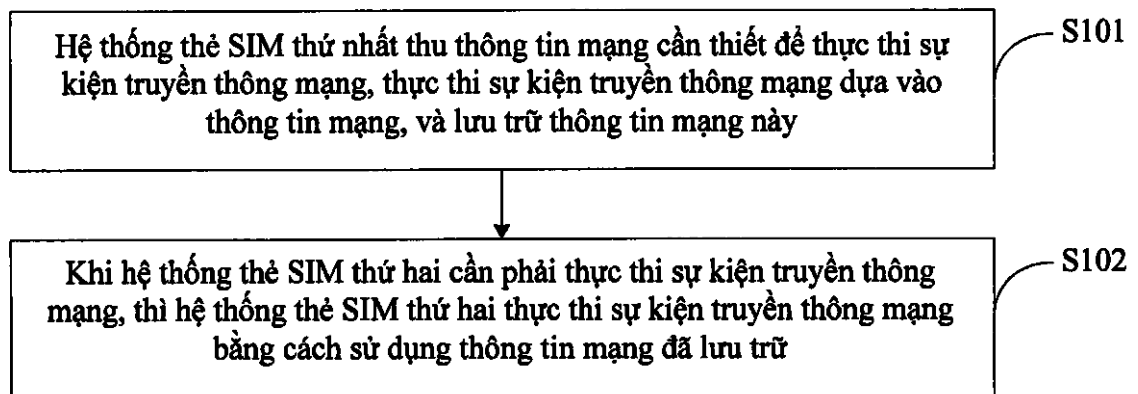 Hệ thống thẻ SIM thứ nhất thu thông tin mạng cần thiết để thực thi sự
kiện truyền thông mạng, thực thi sự kiện truyền thông mạng dựa vào
thông tin mạng, và lưu trữ thông tin mạng này
S101
Khi hệ thống thẻ SIM thứ hai cần phải thực thi sự kiện truyền thông
mạng, thì hệ thống thẻ SIM thứ hai thực thi sự kiện truyền thông mạng
bằng cách sử dụng thông tin mạng đã lưu trữ
S102